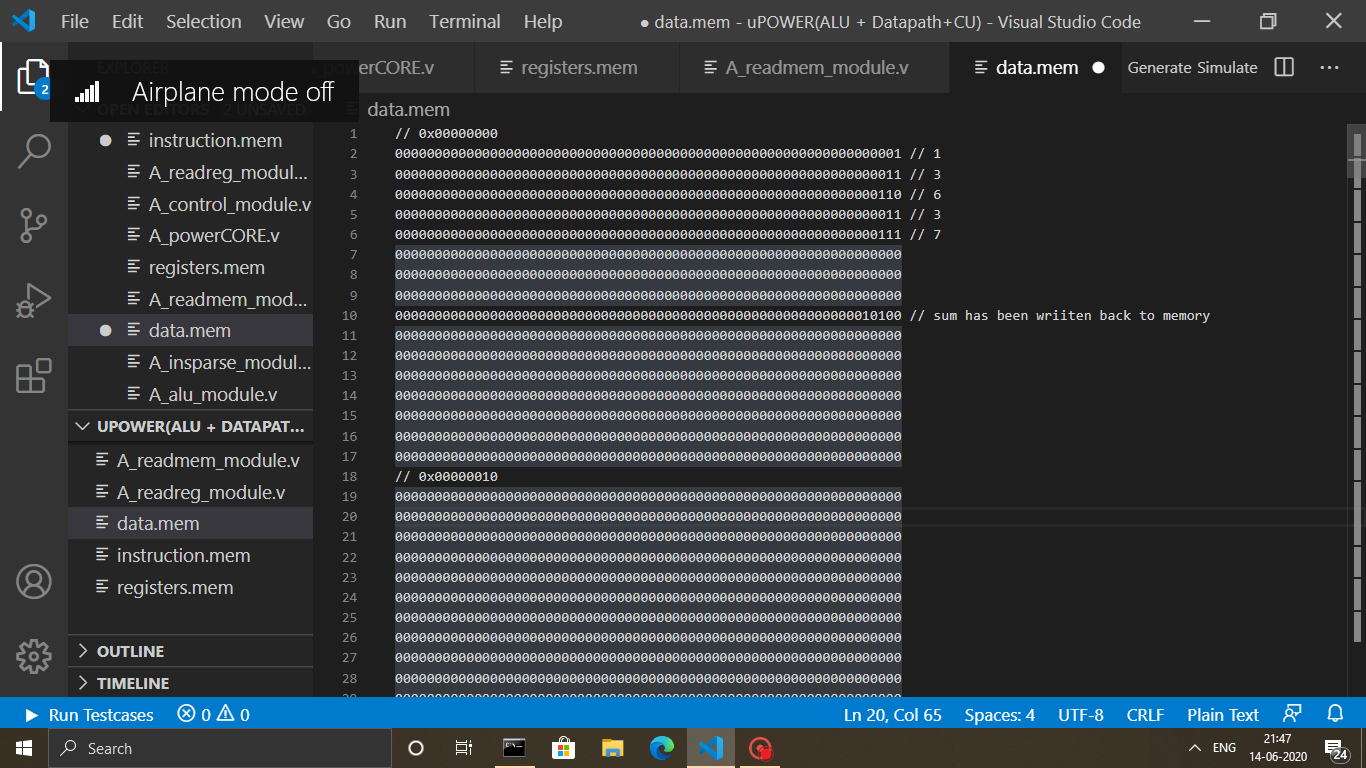 File Edit Selection View Go Run Terminal Help
● data.mem - uPOWER(ALU + Datapath+CU) - Visual Studio Code
Airplane mode off
registers.mem
A_readmem_module.v
data.mem
Generate Simulate
data.mem
2
instruction.mem
A_readreg_modul...
A_control_module.v
A_powerCORE.v
registers.mem
A_readmem_mod...
data.mem
A_insparse_modul...
A_alu_module.v
UPOWER(ALU + DATAPAT...
A_readmem_module.v
A_readreg_module.v
data.mem
instruction.mem
registers.mem
OUTLINE
TIMELINE
1 // 0x00000000
2 0000000000000000000000000000000000000000000000000000000000000001 // 1
3 0000000000000000000000000000000000000000000000000000000000000011 // 3
4 0000000000000000000000000000000000000000000000000000000000000110 // 6
5 0000000000000000000000000000000000000000000000000000000000000011 // 3
6 0000000000000000000000000000000000000000000000000000000000000111 // 7
7 0000000000000000000000000000000000000000000000000000000000000000
8 0000000000000000000000000000000000000000000000000000000000000000
9 0000000000000000000000000000000000000000000000000000000000000000
10 0000000000000000000000000000000000000000000000000000000000010100 // sum has been wriiten back to memory
11 0000000000000000000000000000000000000000000000000000000000000000
12 0000000000000000000000000000000000000000000000000000000000000000
13 0000000000000000000000000000000000000000000000000000000000000000
14 0000000000000000000000000000000000000000000000000000000000000000
15 0000000000000000000000000000000000000000000000000000000000000000
16 0000000000000000000000000000000000000000000000000000000000000000
17 0000000000000000000000000000000000000000000000000000000000000000
18 // 0x00000010
19 0000000000000000000000000000000000000000000000000000000000000000
20 0000000000000000000000000000000000000000000000000000000000000000
21 0000000000000000000000000000000000000000000000000000000000000000
22 0000000000000000000000000000000000000000000000000000000000000000
23 0000000000000000000000000000000000000000000000000000000000000000
24 0000000000000000000000000000000000000000000000000000000000000000
25 0000000000000000000000000000000000000000000000000000000000000000
26 0000000000000000000000000000000000000000000000000000000000000000
27 0000000000000000000000000000000000000000000000000000000000000000
28 0000000000000000000000000000000000000000000000000000000000000000
Run Testcases 0 0 Ln 20, Col 65 Spaces: 4 UTF-8 CRLF Plain Text
Search
ENG
21:47
14-06-2020
24